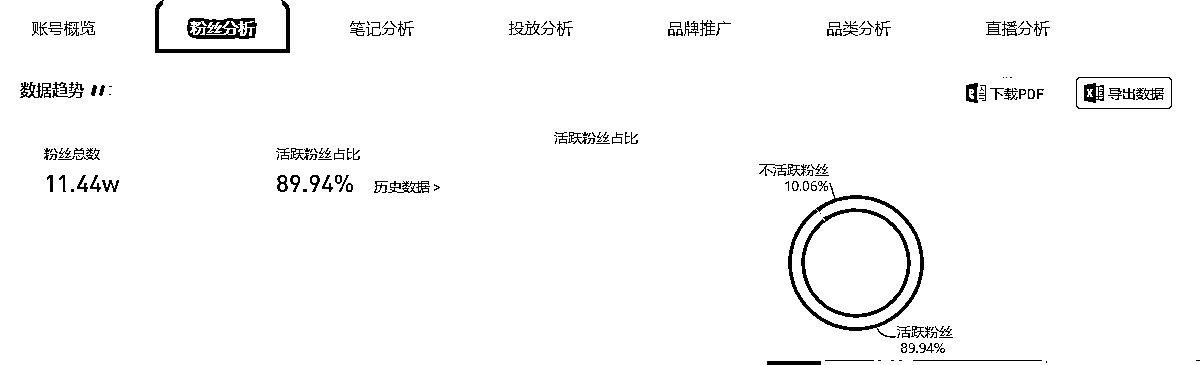 账号概览 粉丝分析 笔记分析 投放分析 品牌推广 品类分析 直播分析
数据趋势
下载PDF 导出数据
活跃粉丝占比
粉丝总数 活跃粉丝占比
11.44w 89.94% 历史数据 >
不活跃粉丝
10.06%
活跃粉丝
89.94%